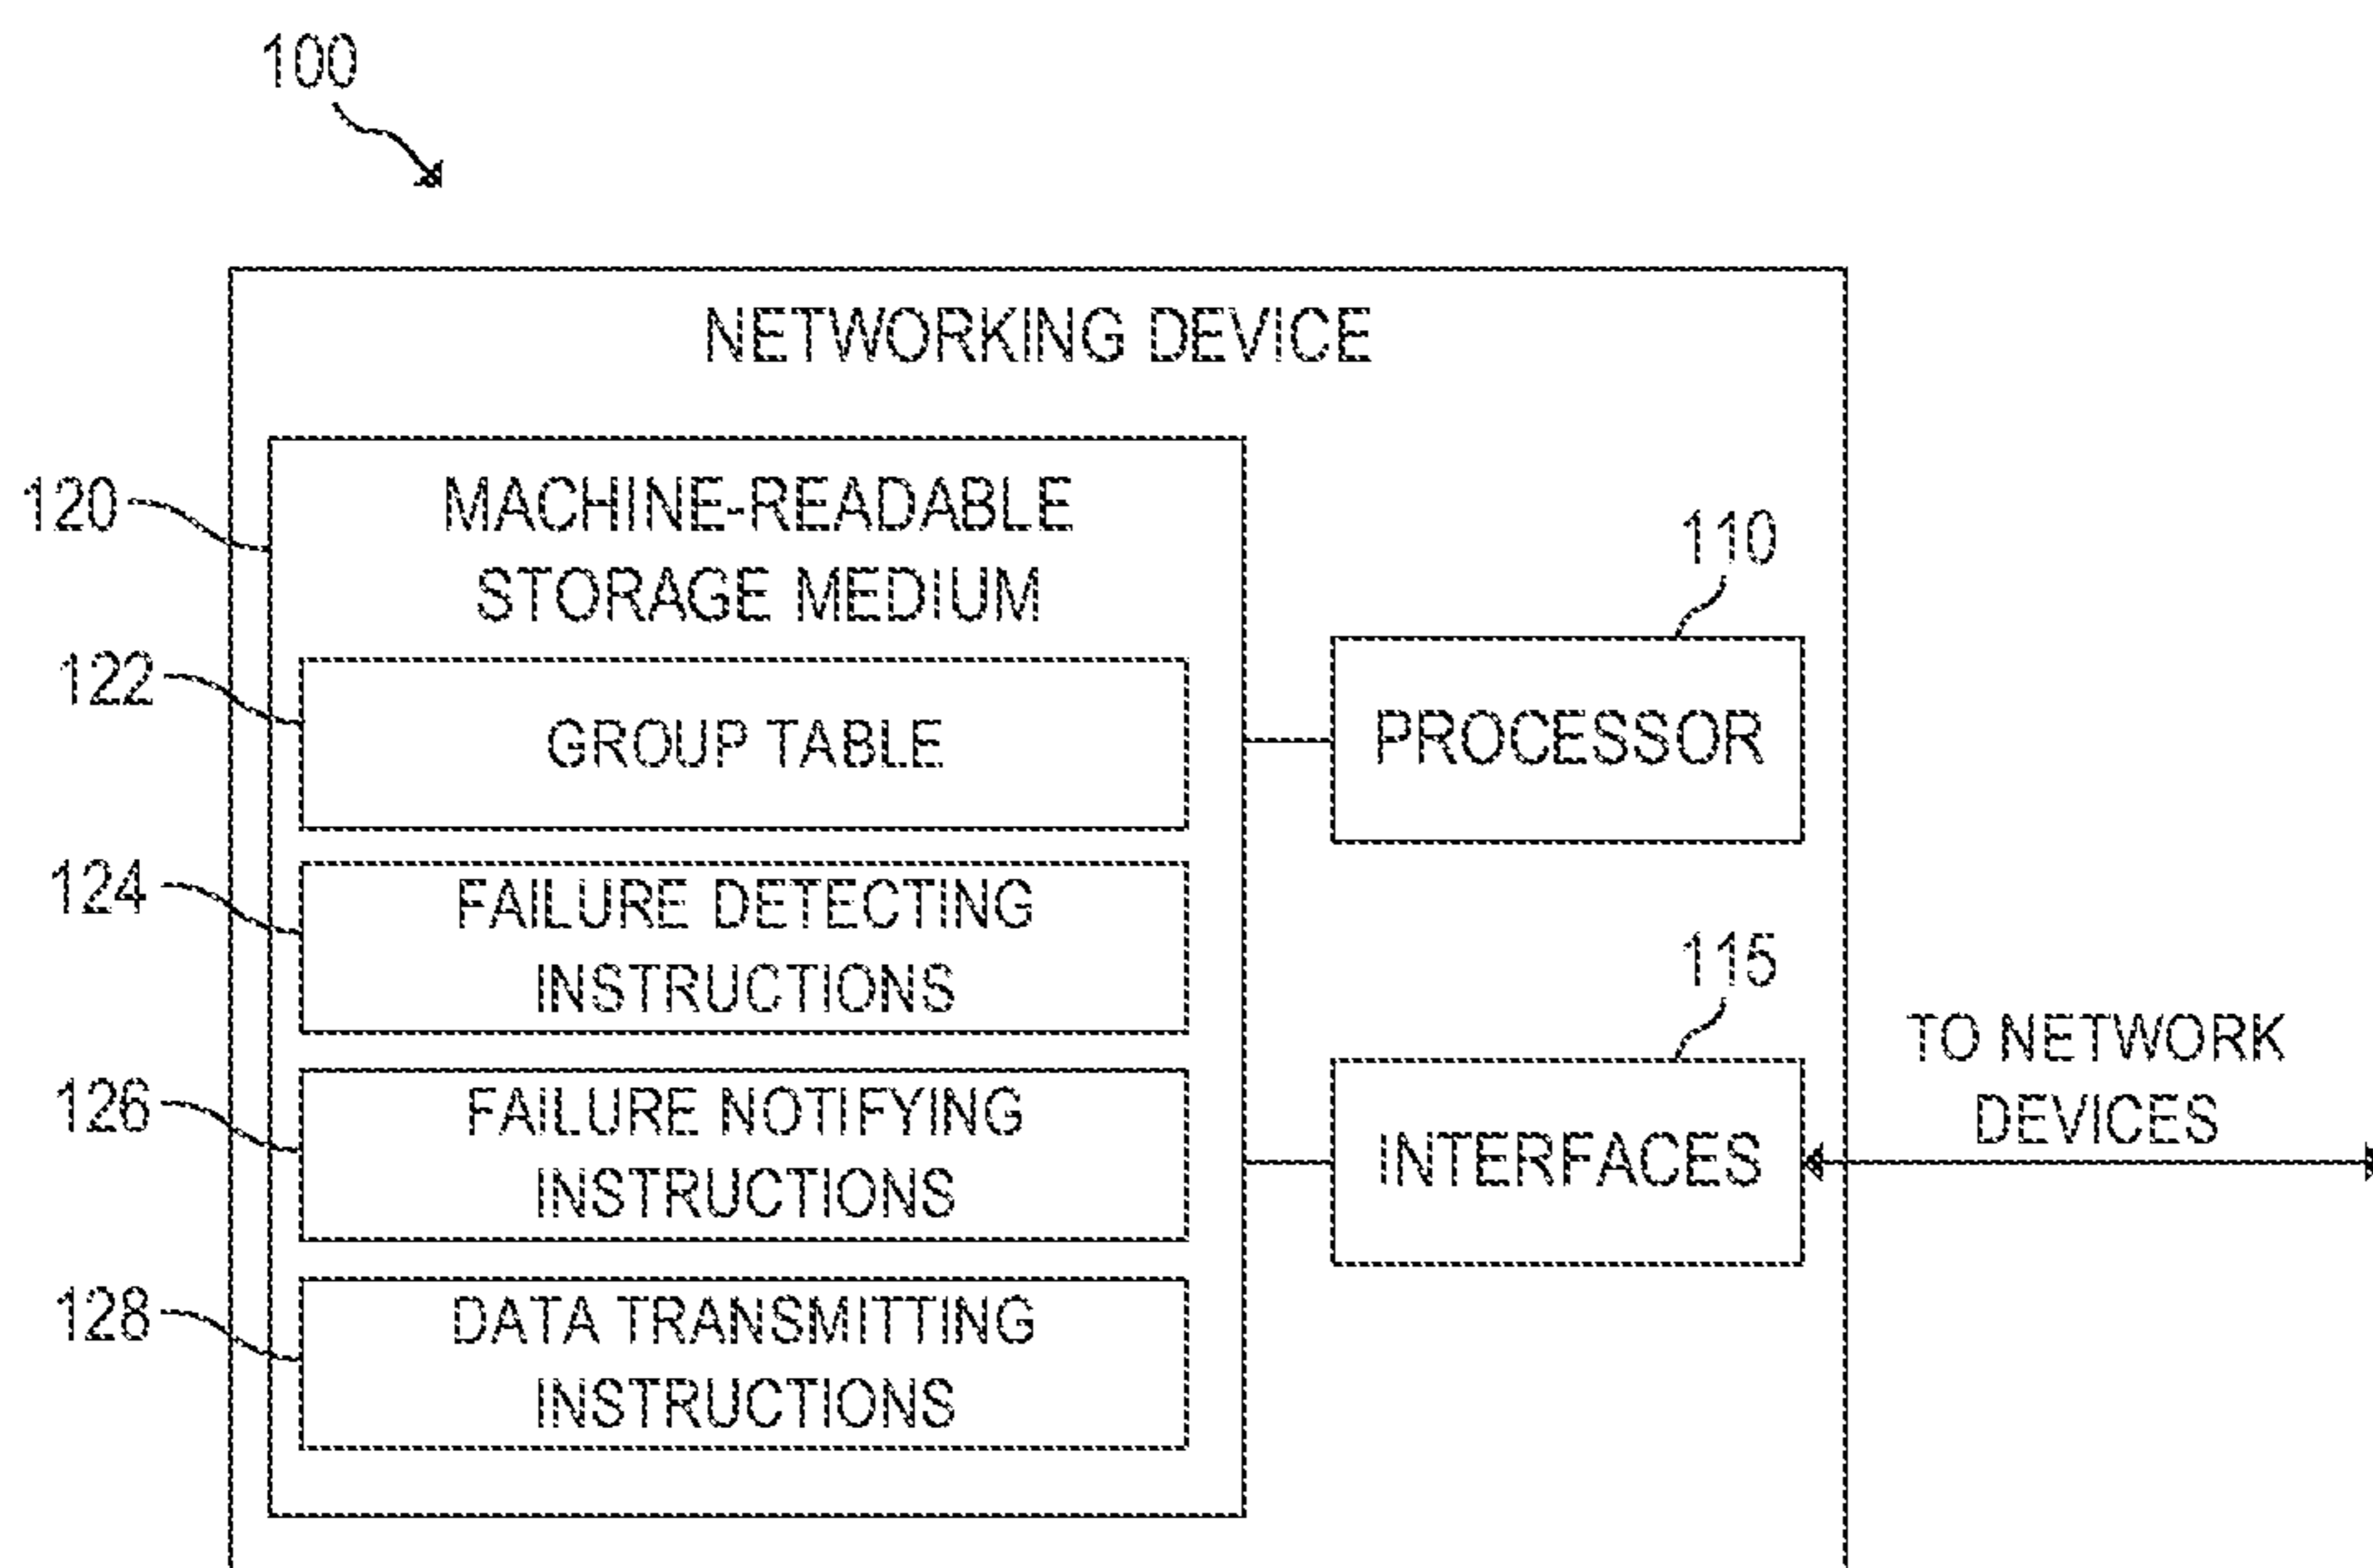 100
NETWORKING DEVICE
120
MACHINE-READABLE
STORAGE MEDIUM
110
122
GROUP TABLE
PROCESSOR
124
FAILURE DETECTING
INSTRUCTIONS
115
TO NETWORK
DEVICES
126
FAILURE NOTIFYING
INSTRUCTIONS
INTERFACES
128
DATA TRANSMITTING
INSTRUCTIONS